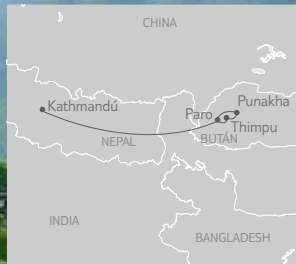 CHINA
Kathmandú
Punakha
Paro
Thimpu
NEPAL
BUTÁN
INDIA
BANGLADESH